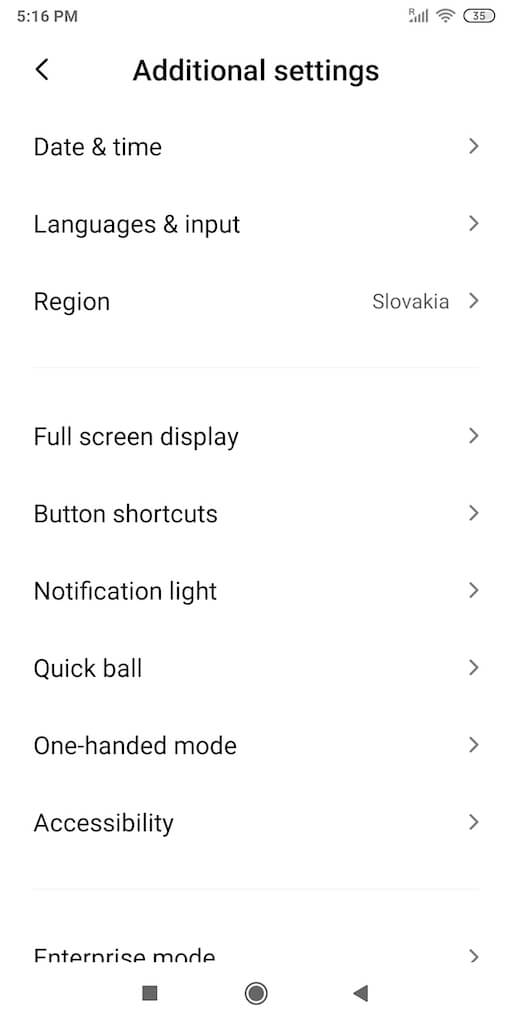 5:16 PM
R
35
Additional settings
Date & time
Languages & input
Region
Slovakia
Full screen display
Button shortcuts
Notification light
Quick ball
One-handed mode
Accessibility
Enterprise mode